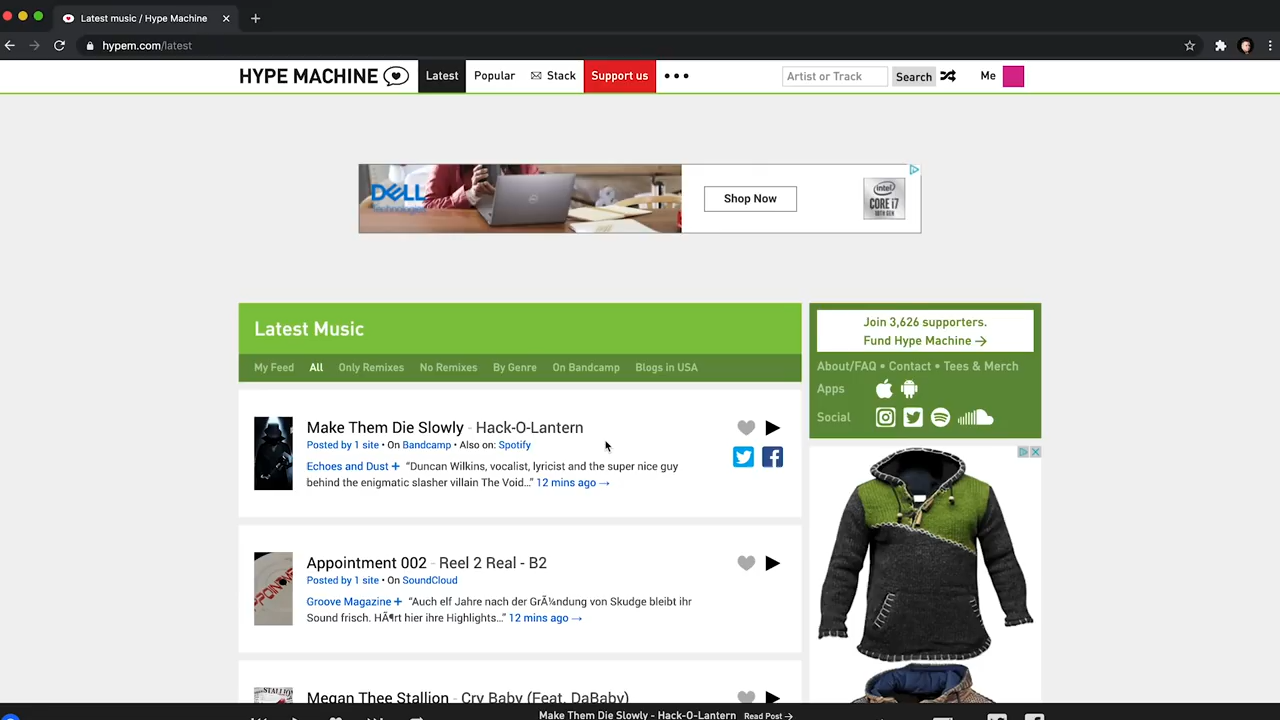 Latest music / Hype Machine
hypem.com/latest
HYPE MACHINE
Latest
Popular
Stack
Support us
Artist or Track
Search
Me
DELL
Technologies
Shop Now
intel
CORE i7
10TH GEN
Latest Music
My Feed
All
Only Remixes
No Remixes
By Genre
On Bandcamp
Blogs in USA
Make Them Die Slowly - Hack-O-Lantern
Posted by 1 site • On Bandcamp • Also on: Spotify
Echoes and Dust + “Duncan Wilkins, vocalist, lyricist and the super nice guy
behind the enigmatic slasher villain The Void...” 12 mins ago →
Appointment 002 - Reel 2 Real - B2
Posted by 1 site • On SoundCloud
Groove Magazine + “Auch elf Jahre nach der GrÃ¼ndung von Skudge bleibt ihr
Sound frisch. HÃ¶rt hier ihre Highlights...” 12 mins ago →
Megan Thee Stallion - Cry Baby (Feat. DaBaby)
Join 3,626 supporters.
Fund Hype Machine →
About/FAQ • Contact • Tees & Merch
Apps
Social
Make Them Die Slowly - Hack-O-Lantern Read Post →